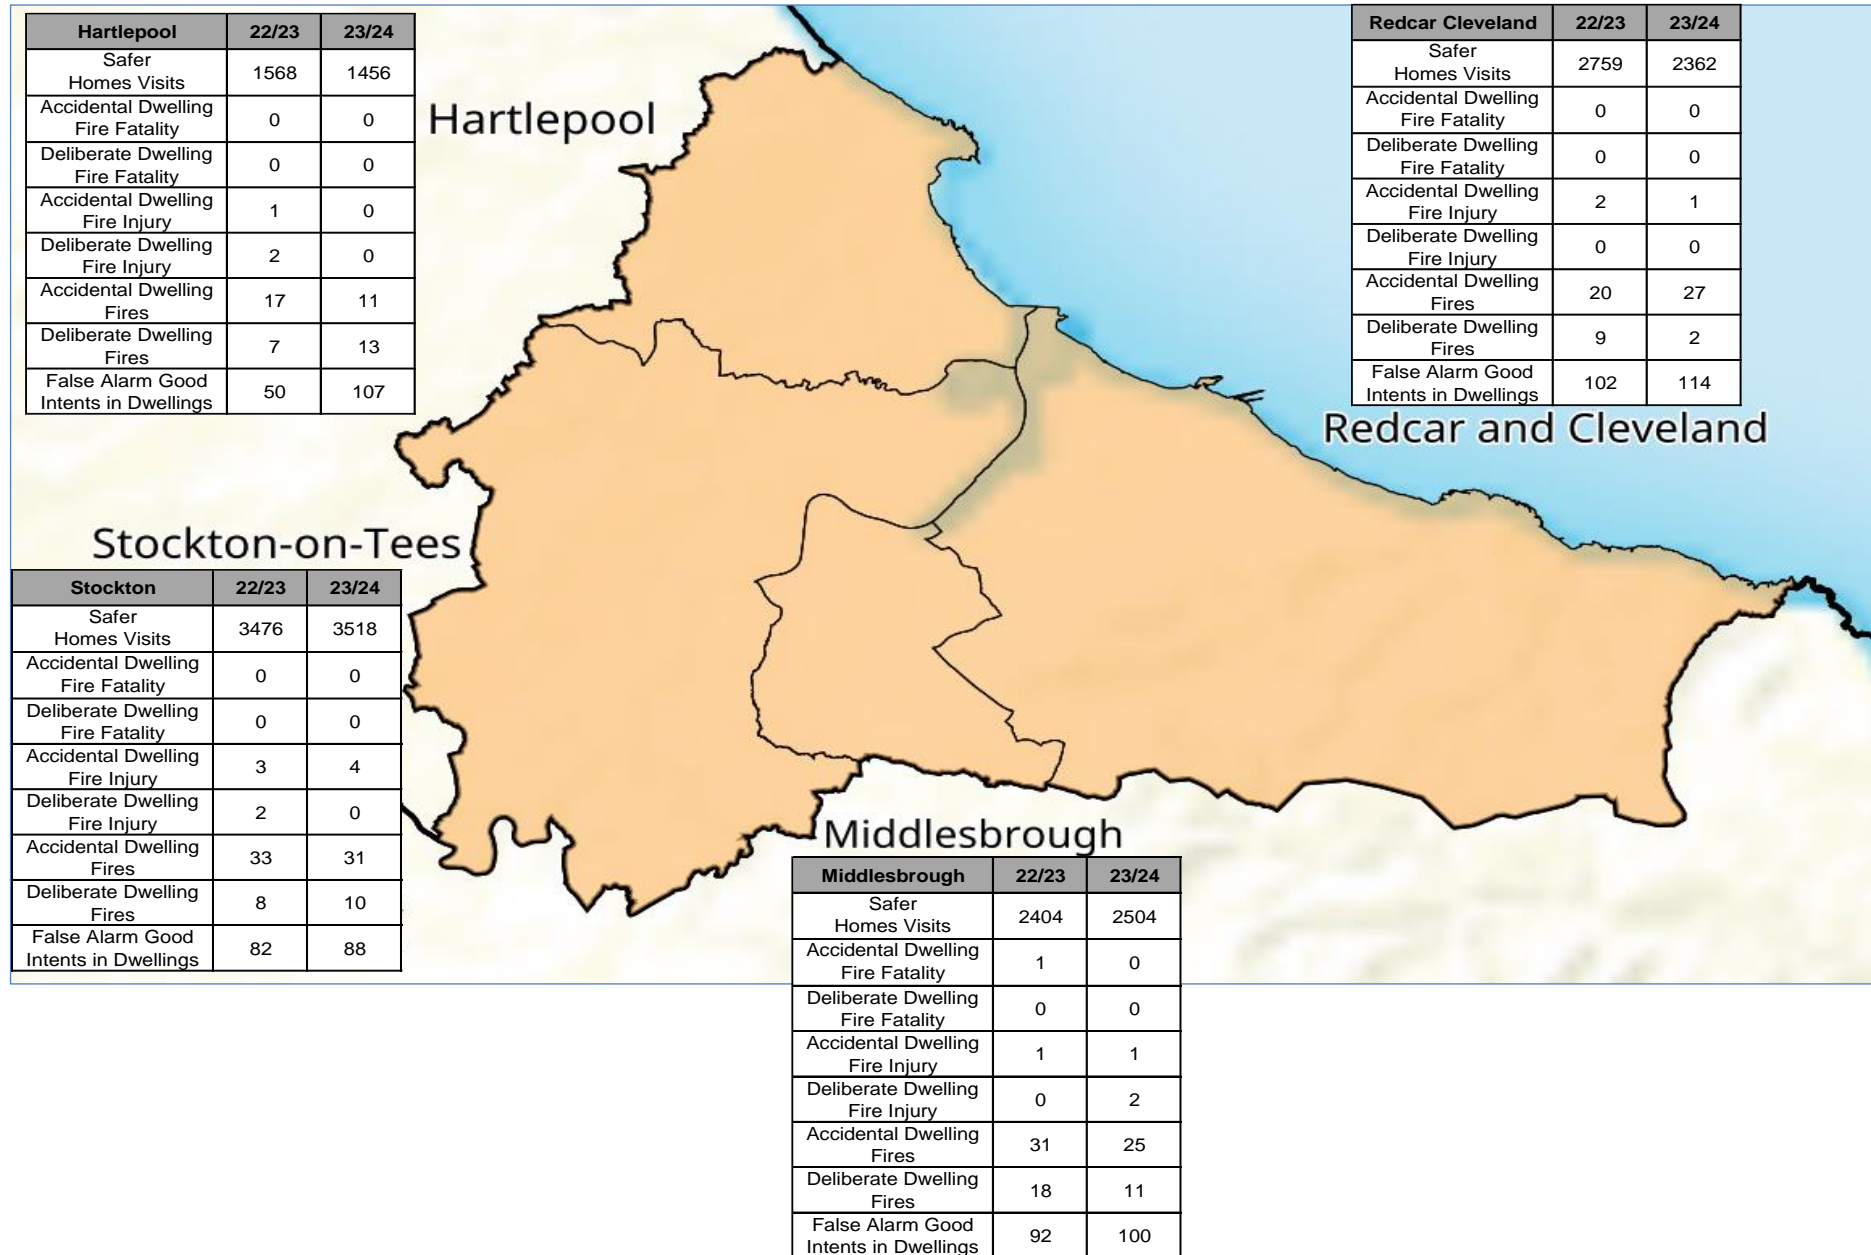 Hartlepool 22/23 23/24
Safer
Homes Visits 1568 1456
Accidental Dwelling
Fire Fatality 0 0
Deliberate Dwelling
Fire Fatality 0 0
Accidental Dwelling
Fire Injury 1 0
Deliberate Dwelling
Fire Injury 2 0
Accidental Dwelling
Fires 17 11
Deliberate Dwelling
Fires 7 13
False Alarm Good
Intents in Dwellings 50 107
Hartlepool
Redcar Cleveland 22/23 23/24
Safer
Homes Visits 2759 2362
Accidental Dwelling
Fire Fatality 0 0
Deliberate Dwelling
Fire Fatality 0 0
Accidental Dwelling
Fire Injury 2 1
Deliberate Dwelling
Fire Injury 0 0
Accidental Dwelling
Fires 20 27
Deliberate Dwelling
Fires 9 2
False Alarm Good
Intents in Dwellings 102 114
Redcar and Cleveland
Stockton-on-Tees
Stockton 22/23 23/24
Safer
Homes Visits 3476 3518
Accidental Dwelling
Fire Fatality 0 0
Deliberate Dwelling
Fire Fatality 0 0
Accidental Dwelling
Fire Injury 3 4
Deliberate Dwelling
Fire Injury 2 0
Accidental Dwelling
Fires 33 31
Deliberate Dwelling
Fires 8 10
False Alarm Good
Intents in Dwellings 82 88
Middlesbrough
Middlesbrough 22/23 23/24
Safer
Homes Visits 2404 2504
Accidental Dwelling
Fire Fatality 1 0
Deliberate Dwelling
Fire Fatality 0 0
Accidental Dwelling
Fire Injury 1 1
Deliberate Dwelling
Fire Injury 0 2
Accidental Dwelling
Fires 31 25
Deliberate Dwelling
Fires 18 11
False Alarm Good
Intents in Dwellings 92 100